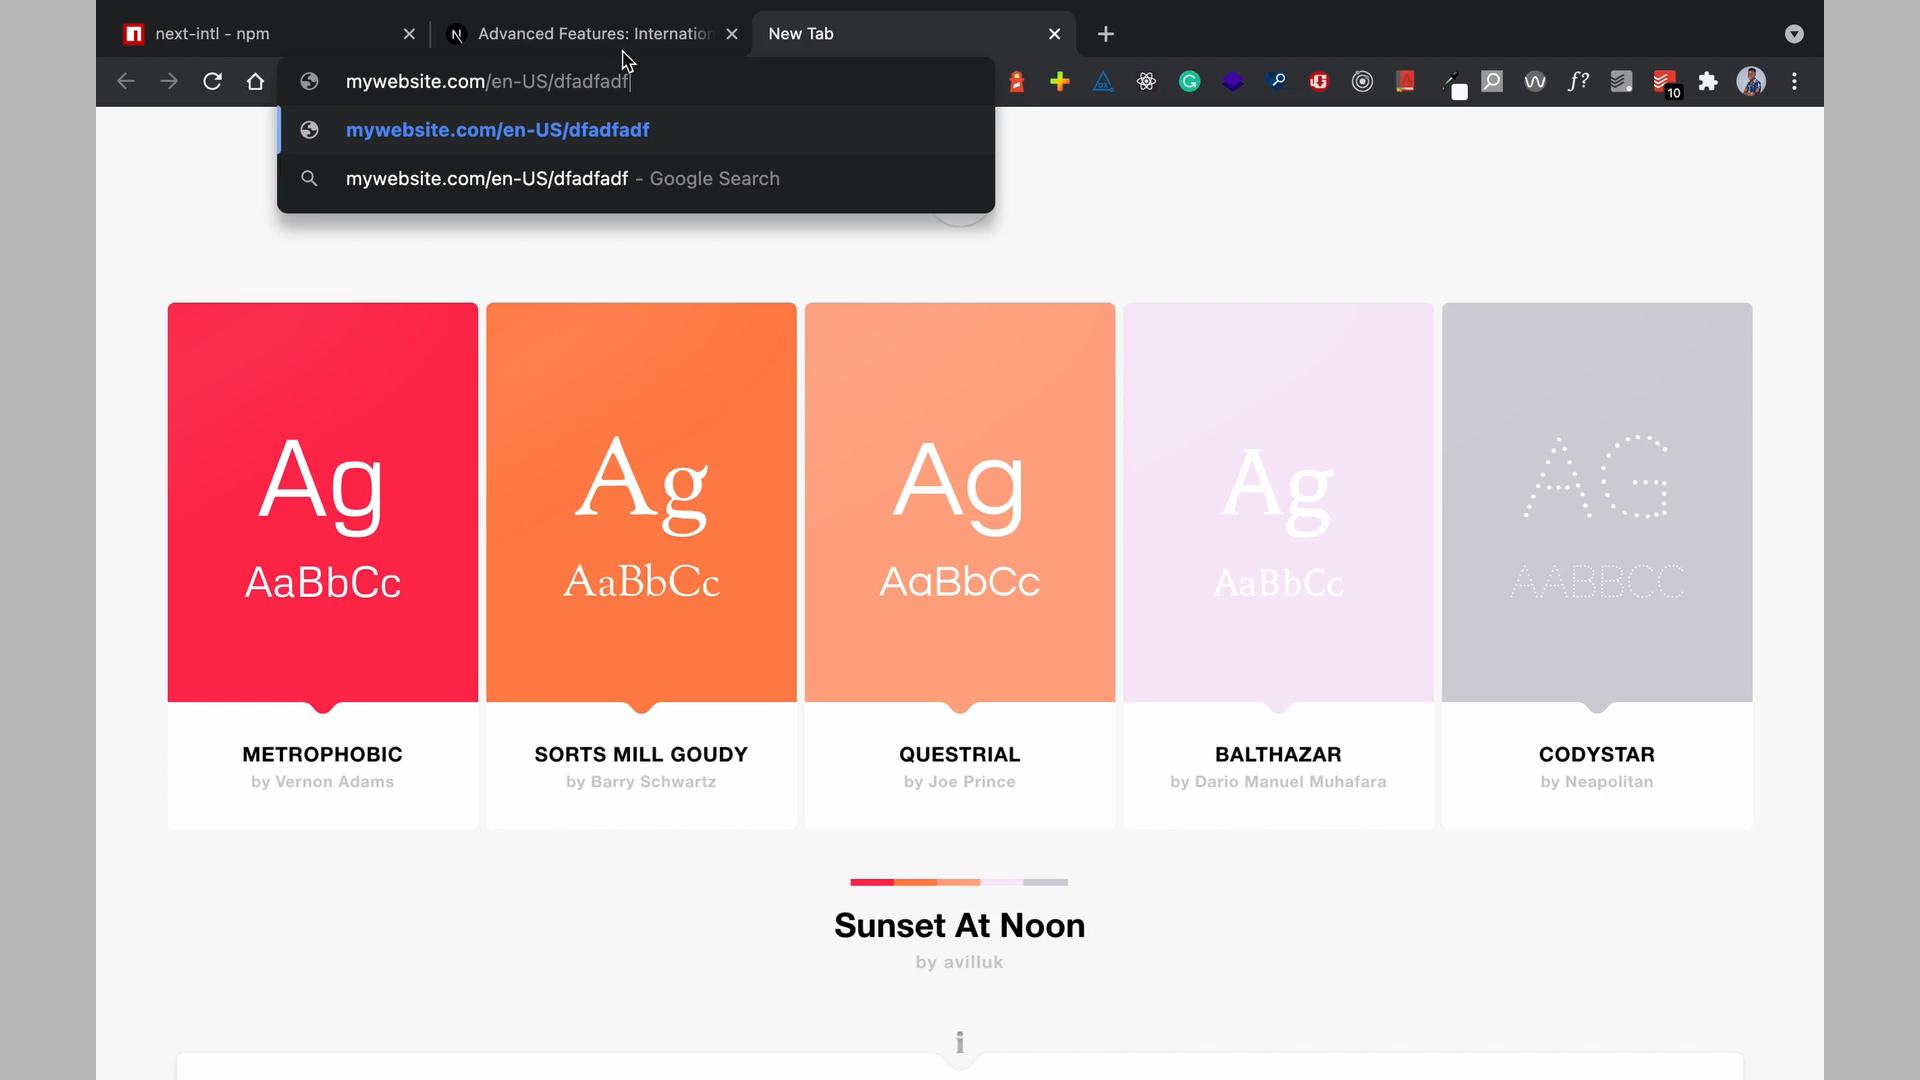 next-intl - npm
Advanced Features: Internation
New Tab
mywebsite.com/en-US/dfadfadf
10
mywebsite.com/en-US/dfadfadf
mywebsite.com/en-US/dfadfadf - Google Search
Ag
AaBbCc
METROPHOBIC
by Vernon Adams
Ag
AaBbCc
SORTS MILL GOUDY
by Barry Schwartz
Ag
AaBbCc
QUESTRIAL
by Joe Prince
Ag
AaBbCc
BALTHAZAR
by Dario Manuel Muhafara
AG
AABBCC
CODYSTAR
by Neapolitan
Sunset At Noon
by avilluk
i